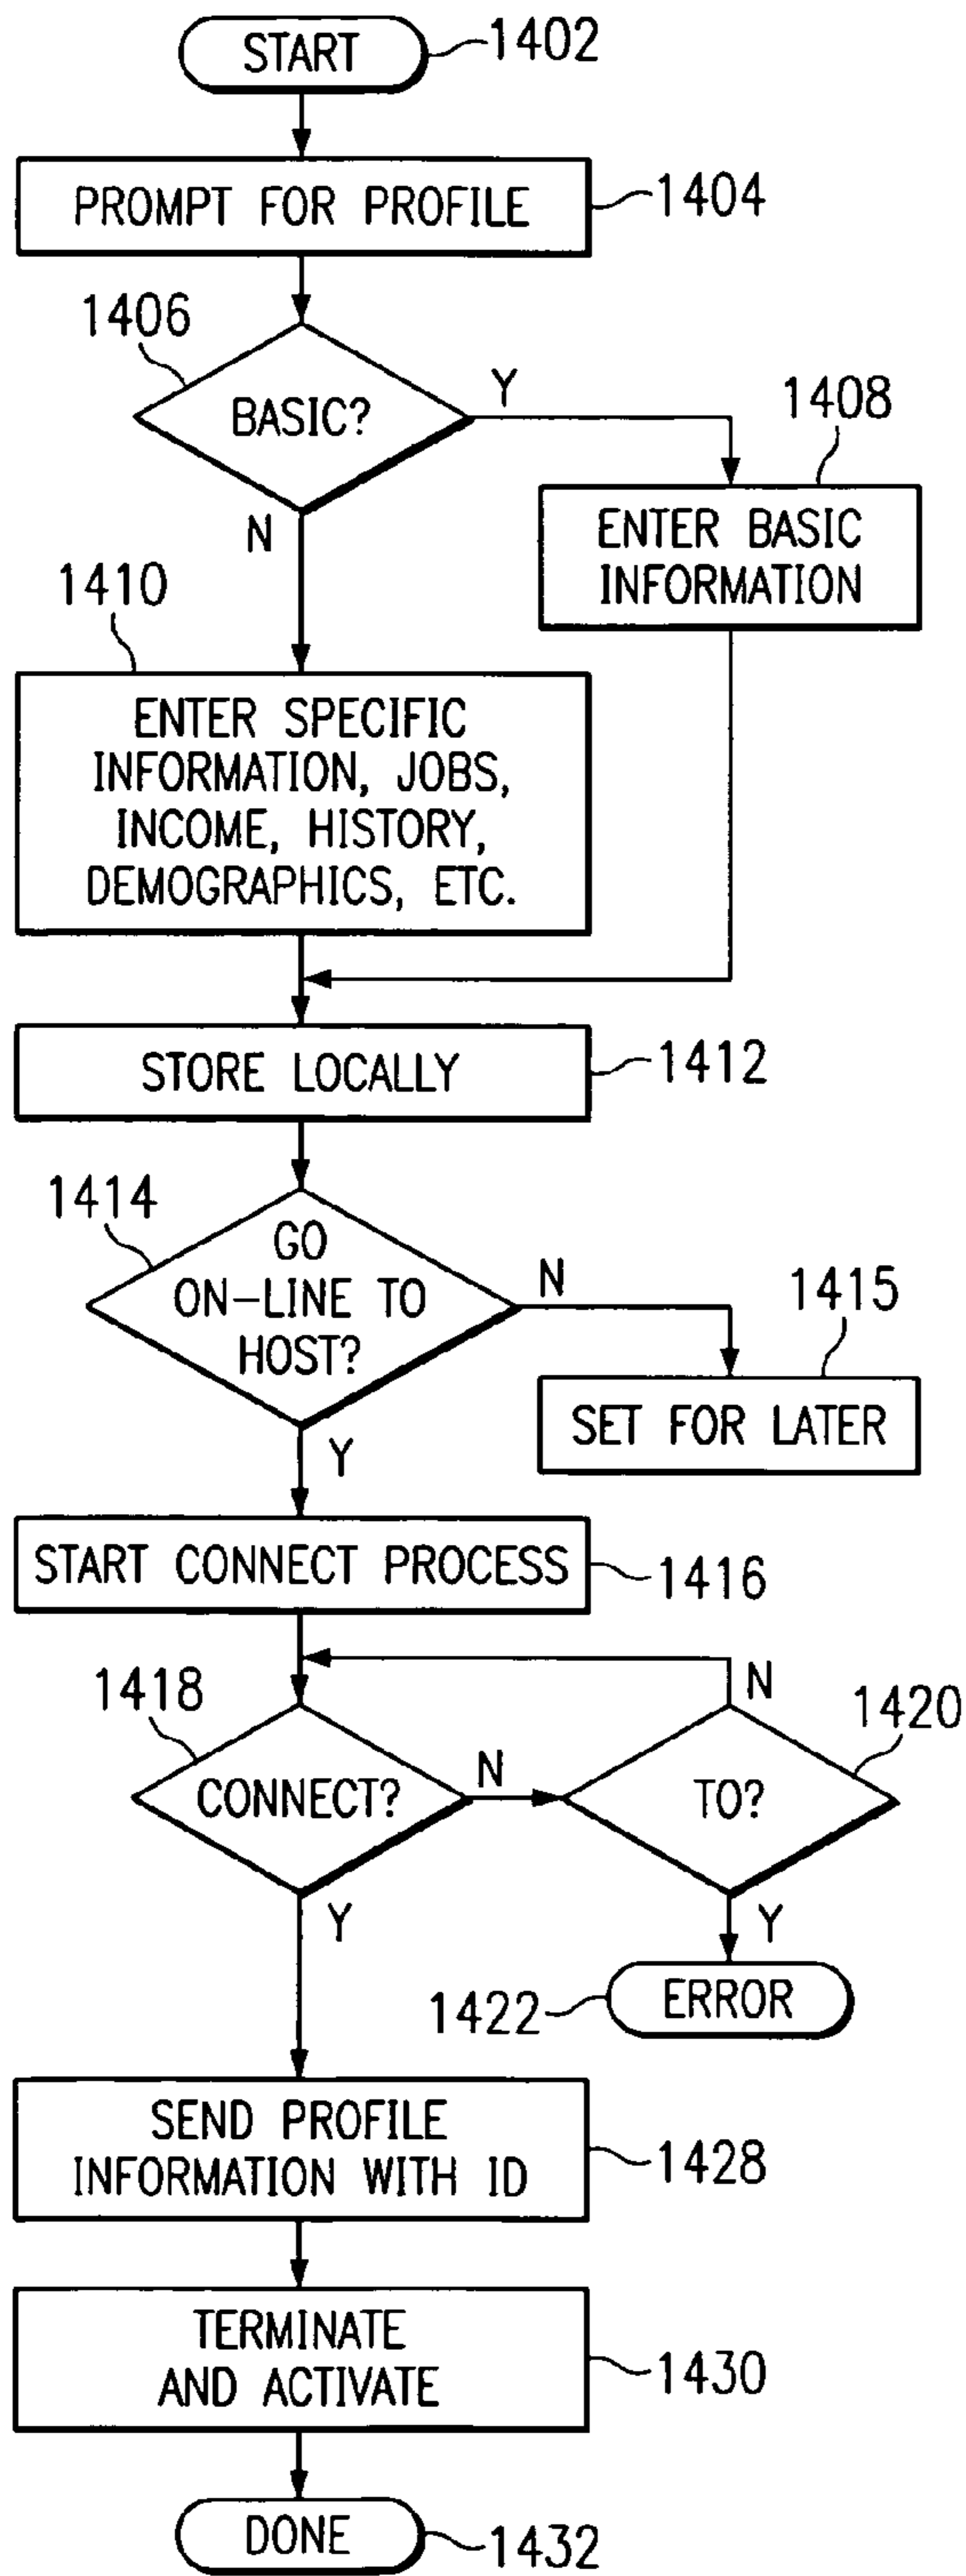 START
1402
PROMPT FOR PROFILE
1404
1406
BASIC?
Y
N
1408
ENTER BASIC
INFORMATION
1410
ENTER SPECIFIC
INFORMATION, JOBS,
INCOME, HISTORY,
DEMOGRAPHICS, ETC.
STORE LOCALLY
1412
1414
GO
ON-LINE TO
HOST?
N
Y
1415
SET FOR LATER
START CONNECT PROCESS
1416
1418
CONNECT?
N
Y
N
1420
TO?
Y
1422
ERROR
SEND PROFILE
INFORMATION WITH ID
1428
TERMINATE
AND ACTIVATE
1430
DONE
1432